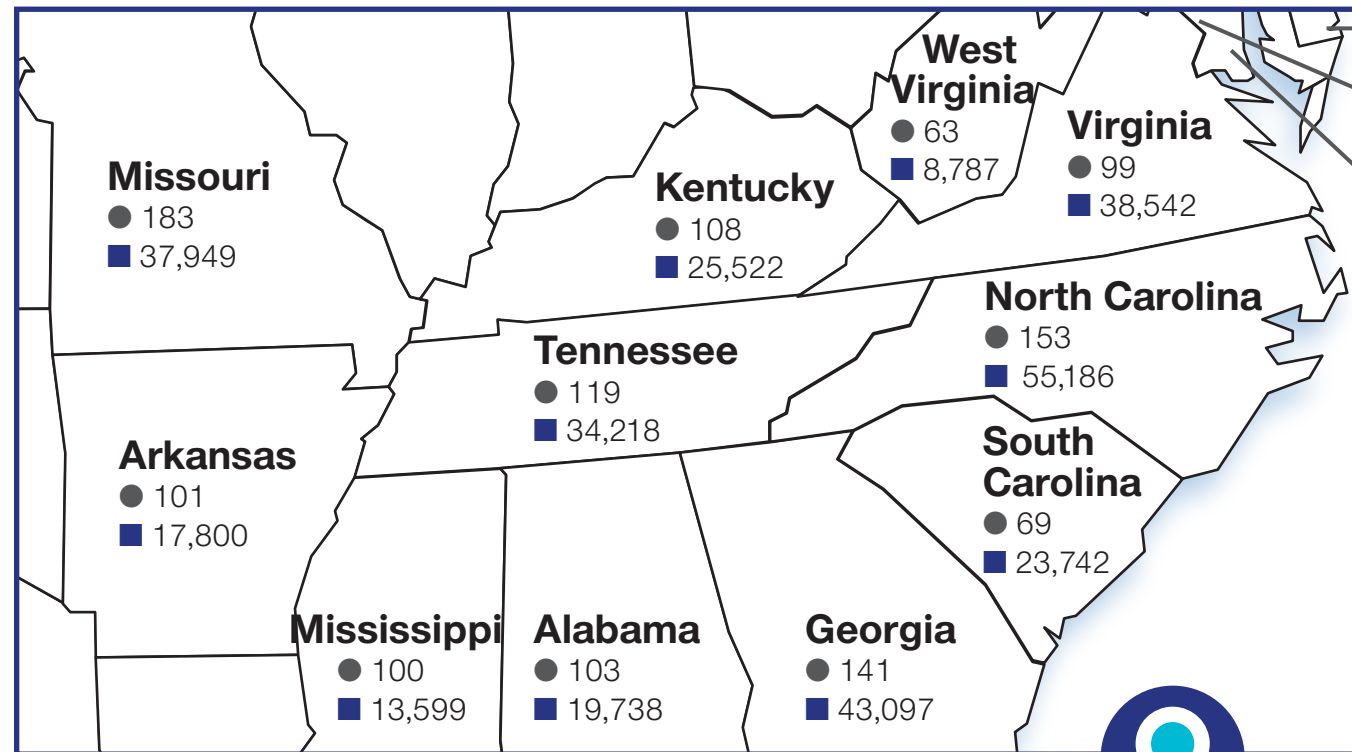 West
Virginia
63
8,787
Virginia
99
38,542
Missouri
183
37,949
Kentucky
108
25,522
North Carolina
153
55,186
Tennessee
119
34,218
South
Carolina
69
23,742
Arkansas
101
17,800
Mississippi
100
13,599
Alabama
103
19,738
Georgia
141
43,097